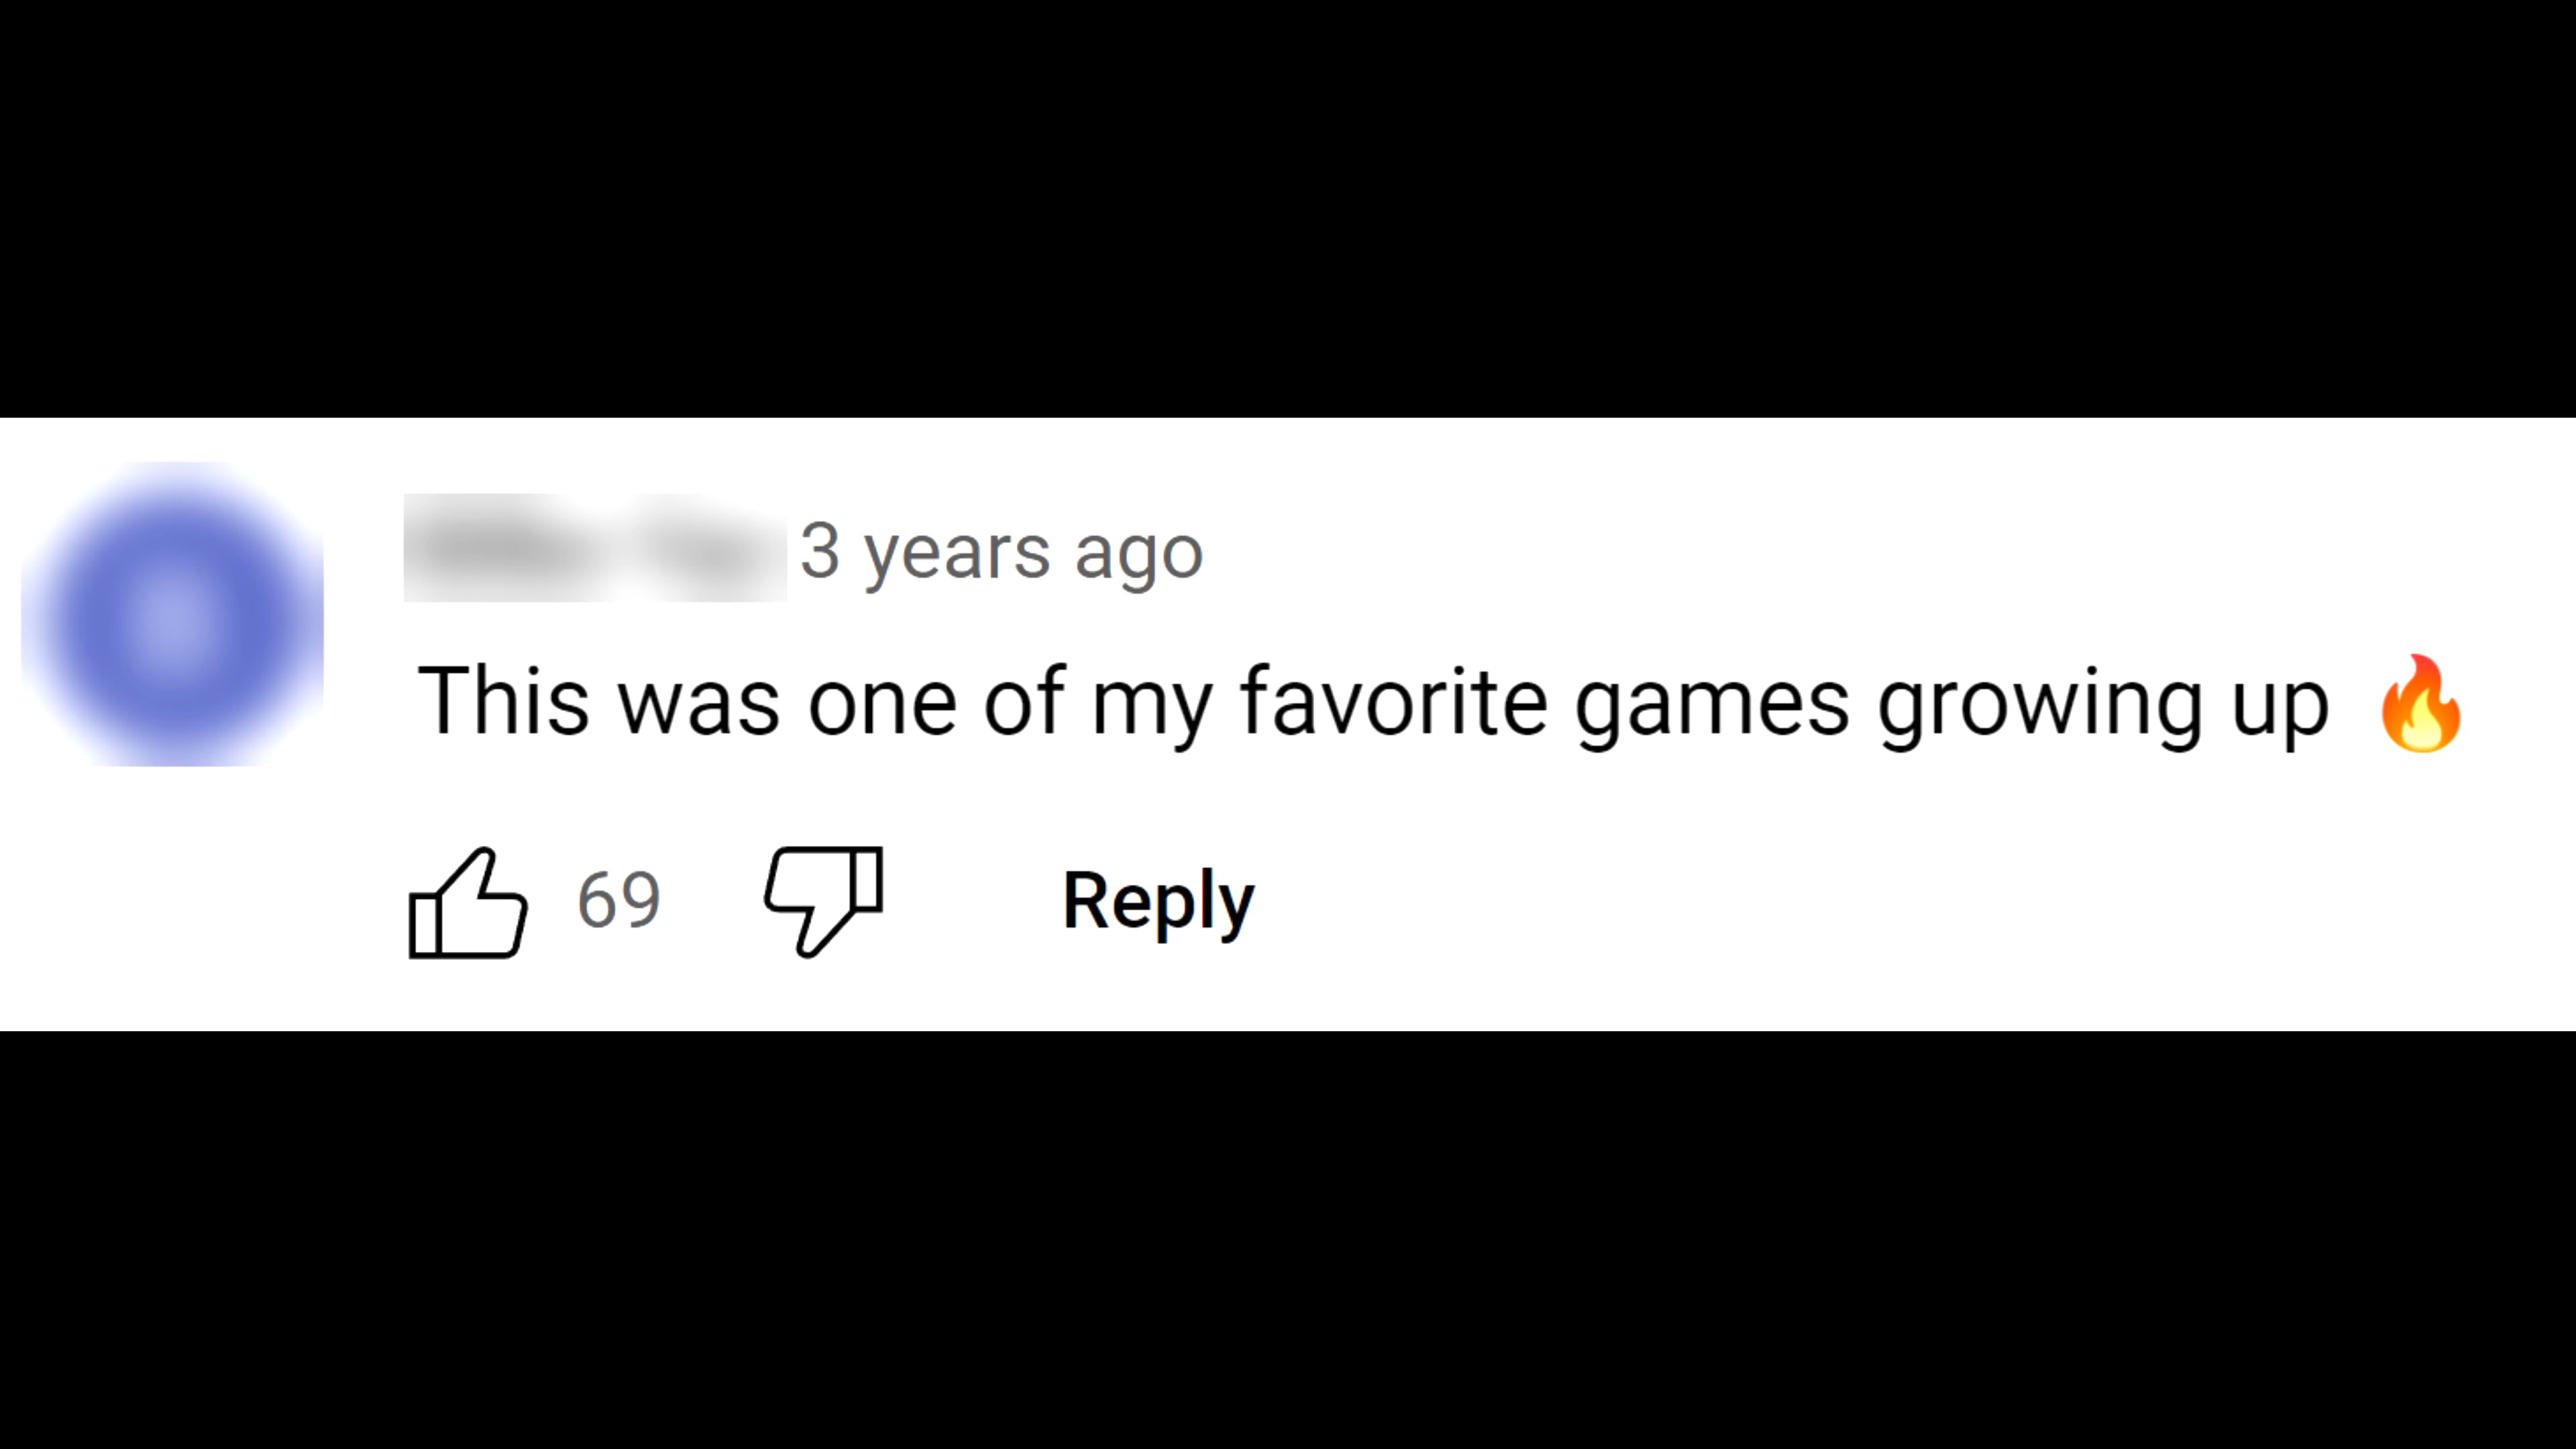 3 years ago
This was one of my favorite games growing up 🔥
69 Reply